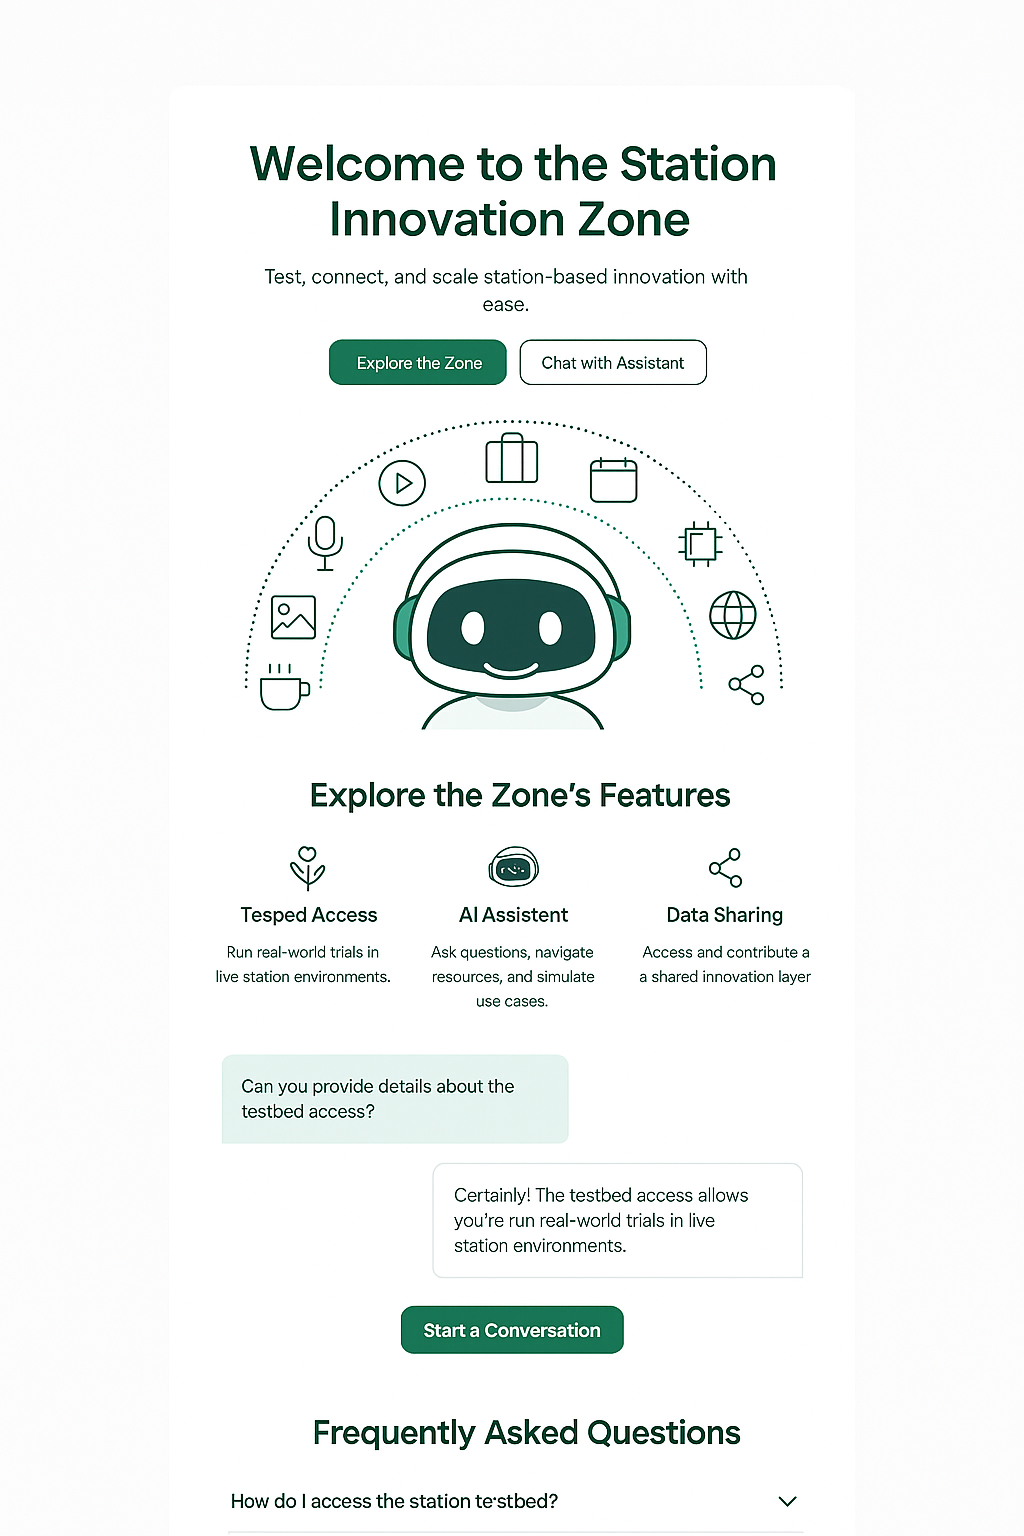 Welcome to the Station
Innovation Zone
Test, connect, and scale station-based innovation with
ease.
Explore the Zone
Chat with Assistant
Explore the Zone's Features
Tesped Access
Run real-world trials in
live station environments.
AI Assistent
Ask questions, navigate
resources, and simulate
use cases.
Data Sharing
Access and contribute a
a shared innovation layer
Can you provide details about the
testbed access?
Certainly! The testbed access allows
you're run real-world trials in live
station environments.
Start a Conversation
Frequently Asked Questions
How do I access the station testbed?